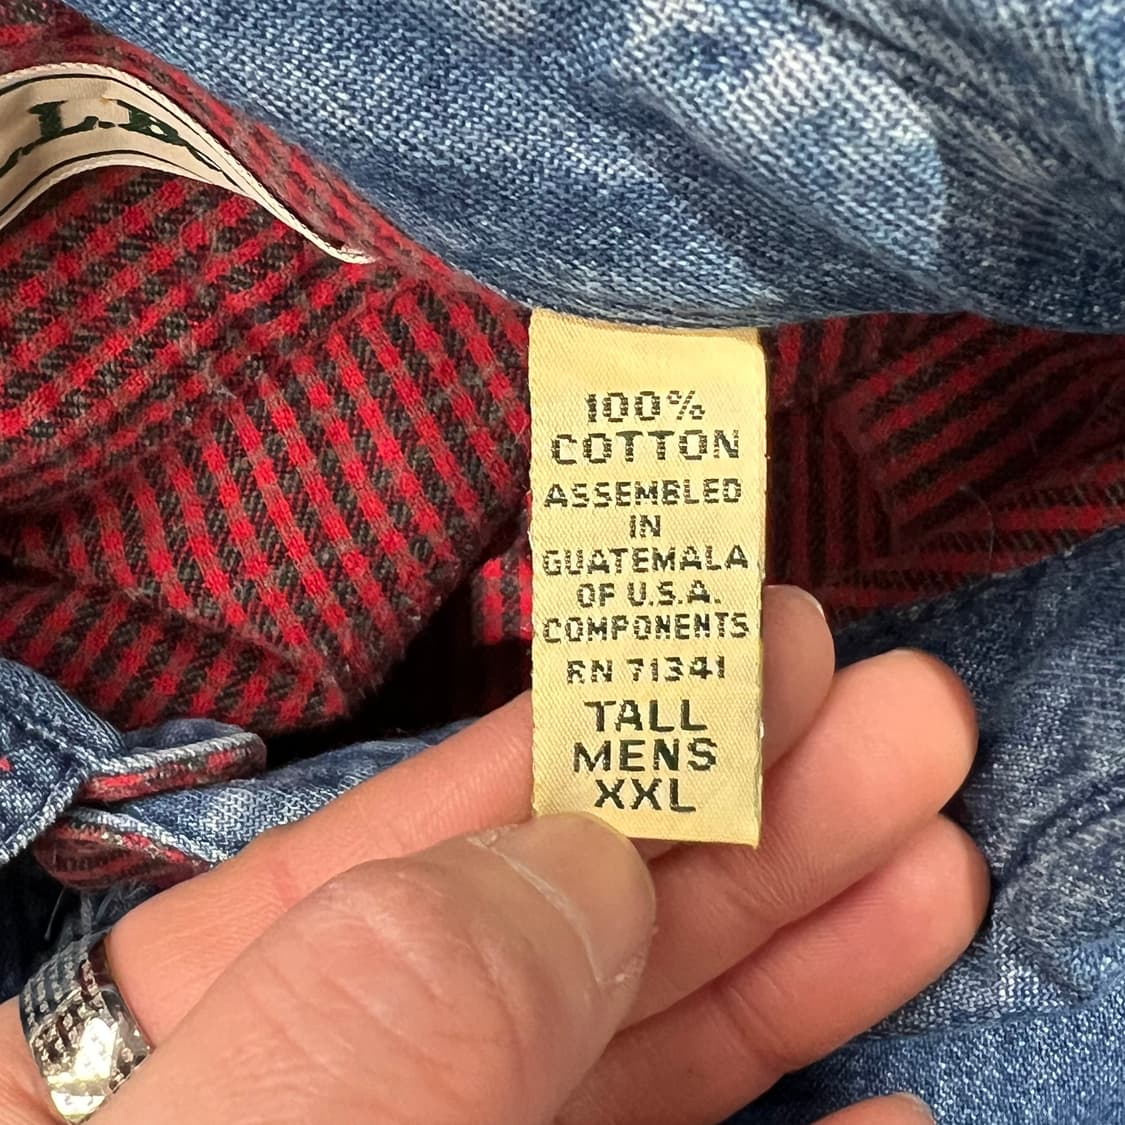 L.B
100%
COTTON
ASSEMBLED
IN
GUATEMALA
OF U.S.A.
COMPONENTS
RN 71341
TALL
MENS
XXL